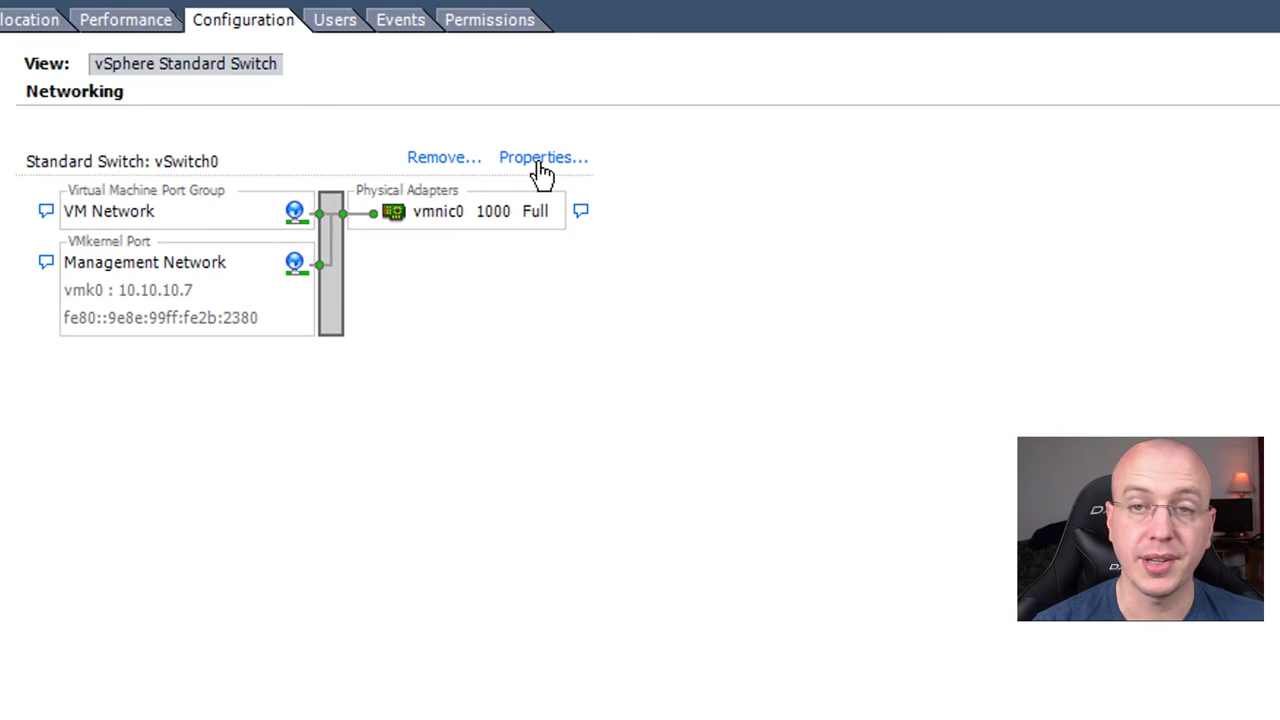 location Performance Configuration Users Events Permissions
View: vSphere Standard Switch
Networking
Standard Switch: vSwitch0 Remove... Properties...
Virtual Machine Port Group Physical Adapters
VM Network vmnic0 1000 Full
VMkernel Port
Management Network
vmk0 : 10.10.10.7
fe80::9e8e:99ff:fe2b:2380